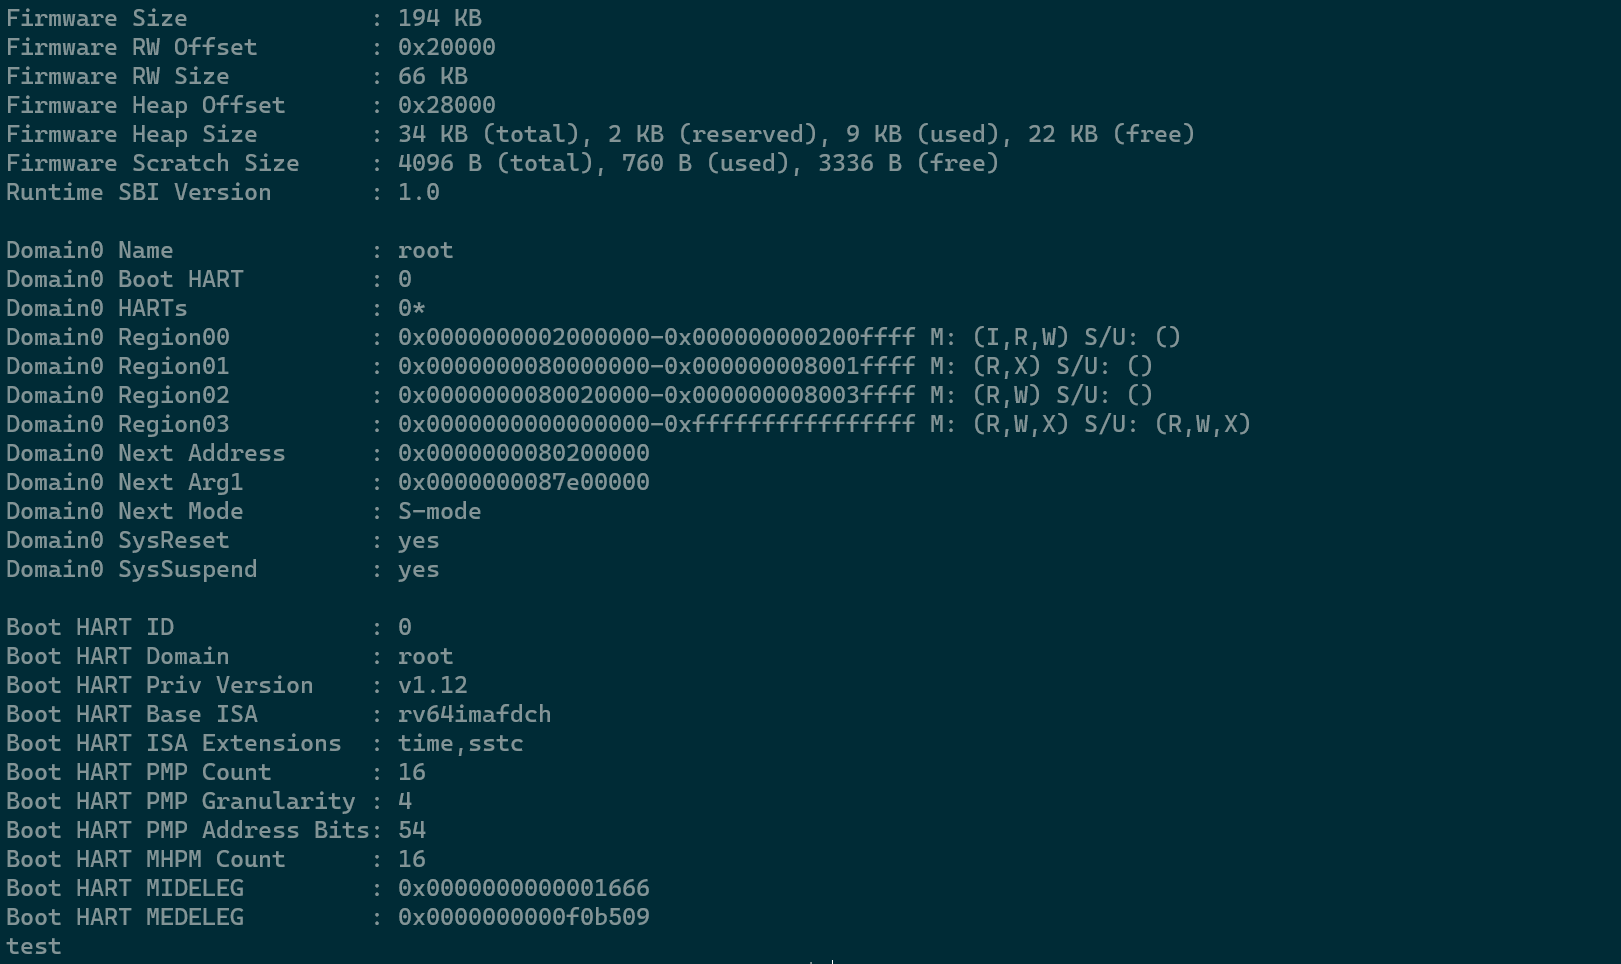 Firmware Size             : 194 KB
Firmware RW Offset        : 0x20000
Firmware RW Size          : 66 KB
Firmware Heap Offset      : 0x28000
Firmware Heap Size        : 34 KB (total), 2 KB (reserved), 9 KB (used), 22 KB (free)
Firmware Scratch Size     : 4096 B (total), 760 B (used), 3336 B (free)
Runtime SBI Version       : 1.0

Domain0 Name              : root
Domain0 Boot HART         : 0
Domain0 HARTs             : 0*
Domain0 Region00          : 0x0000000002000000-0x000000000200ffff M: (I,R,W) S/U: ()
Domain0 Region01          : 0x0000000080000000-0x000000008001ffff M: (R,X) S/U: ()
Domain0 Region02          : 0x0000000080020000-0x000000008003ffff M: (R,W) S/U: ()
Domain0 Region03          : 0x0000000000000000-0xffffffffffffffff M: (R,W,X) S/U: (R,W,X)
Domain0 Next Address      : 0x0000000080200000
Domain0 Next Arg1         : 0x0000000087e00000
Domain0 Next Mode         : S-mode
Domain0 SysReset          : yes
Domain0 SysSuspend        : yes

Boot HART ID              : 0
Boot HART Domain          : root
Boot HART Priv Version    : v1.12
Boot HART Base ISA        : rv64imafdch
Boot HART ISA Extensions  : time,sstc
Boot HART PMP Count       : 16
Boot HART PMP Granularity : 4
Boot HART PMP Address Bits: 54
Boot HART MHPM Count      : 16
Boot HART MIDELEG         : 0x0000000000001666
Boot HART MEDELEG         : 0x0000000000f0b509
test